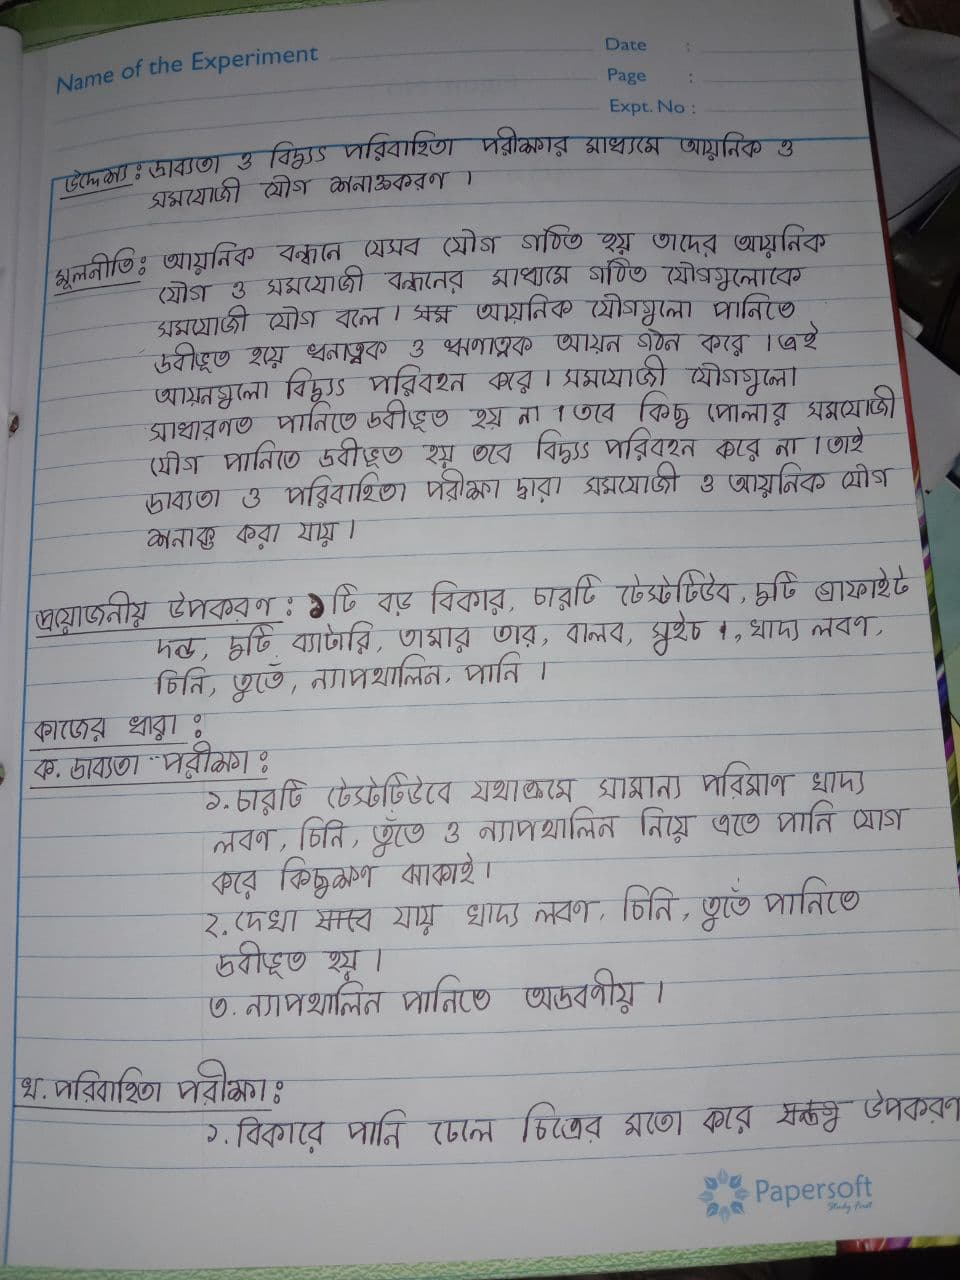 Name of the Experiment
Date :
Page :
Expt. No :
উদ্দেশ্য : দ্রাব্যতা ও বিদ্যুৎ পরিবাহিতা পরীক্ষার মাধ্যমে আয়নিক ও
সমযোজী যৌগ শনাক্তকরণ ।
মূলনীতি : আয়নিক বন্ধনে যেসব যৌগ গঠিত হয় তাদের আয়নিক
যৌগ ও সমযোজী বন্ধনের মাধ্যমে গঠিত যৌগগুলোকে
সমযোজী যৌগ বলে । আয়নিক যৌগগুলো পানিতে
দ্রবীভূত হয়ে ধনাত্মক ও ঋণাত্মক আয়ন গঠন করে । এই
আয়নগুলো বিদ্যুৎ পরিবহন করে । সমযোজী যৌগগুলো
সাধারণত পানিতে দ্রবীভূত হয় না । তবে কিছু পোলার সমযোজী
যৌগ পানিতে দ্রবীভূত হয় তবে বিদ্যুৎ পরিবহন করে না । তাই
দ্রাব্যতা ও পরিবাহিতা পরীক্ষা দ্বারা সমযোজী ও আয়নিক যৌগ
শনাক্ত করা যায় ।
প্রয়োজনীয় উপকরণ : ১টি বড় বিকার, চারটি টেস্টটিউব, দুটি গ্রাফাইট
দন্ড, দুটি ব্যাটারি, তামার তার, বালব, সুইচ, খাদ্য লবণ,
চিনি, তুতেঁ, ন্যাপথালিন, পানি ।
কাজের ধারা :
ক. দ্রাব্যতা পরীক্ষা :
১. চারটি টেস্টটিউবে যথাক্রমে সামান্য পরিমাণ খাদ্য
লবণ, চিনি, তুঁতে ও ন্যাপথালিন নিয়ে এতে পানি যোগ
করে কিছুক্ষণ ঝাকাই ।
২. দেখা যায় খাদ্য লবণ, চিনি, তুতেঁ পানিতে
দ্রবীভূত হয় ।
৩. ন্যাপথালিন পানিতে অদ্রবণীয় ।
খ. পরিবাহিতা পরীক্ষা :
১. বিকারে পানি ঢেলে চিত্রের মতো করে উপকরণ
Papersoft
Study First